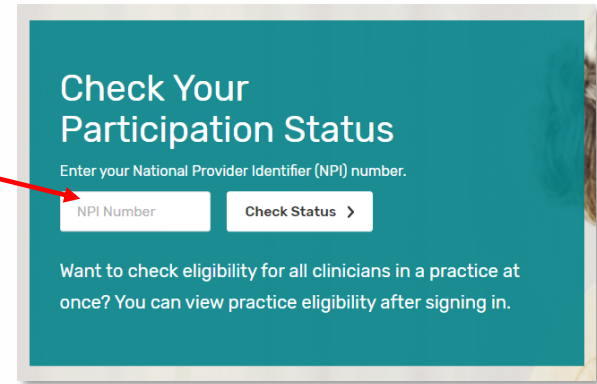 Check Your
Participation Status
Enter your National Provider Identifier (NPI) number.
NPI Number
Check Status
Want to check eligibility for all clinicians in a practice at
once? You can view practice eligibility after signing in.